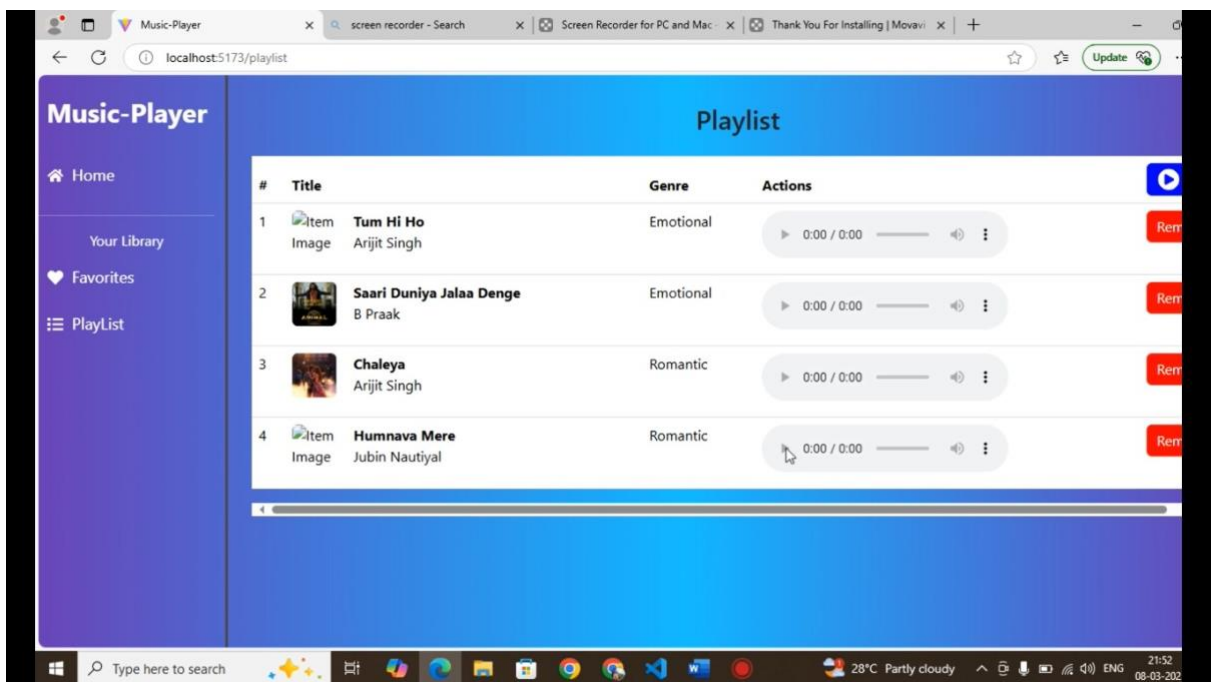 Music-Player
screen recorder - Search
Screen Recorder for PC and Mac
Thank You For Installing | Movavi
localhost:5173/playlist
Update
Music-Player
Home
Your Library
Favorites
PlayList
Playlist
# Title Genre Actions
1 Item Image Tum Hi Ho Emotional 0:00 / 0:00 Rem
Arijit Singh
2 Saari Duniya Jalaa Denge Emotional 0:00 / 0:00 Rem
ANIMAL
B Praak
3 Chaleya Romantic 0:00 / 0:00 Rem
Arijit Singh
4 Item Image Humnava Mere Romantic 0:00 / 0:00 Rem
Jubin Nautiyal
Type here to search
28°C Partly cloudy
ENG
21:52
08-03-202